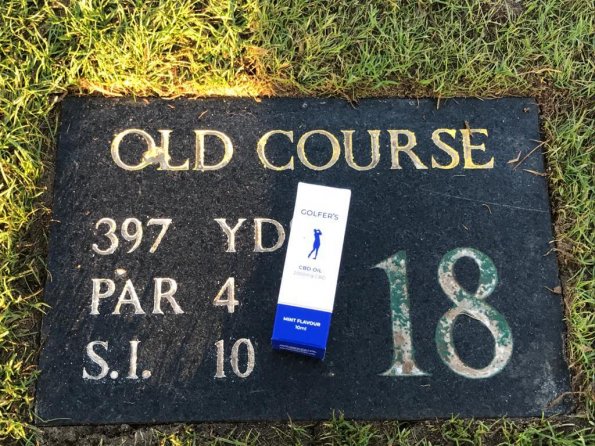 OLD COURSE
397 YD
PAR 4
S.I. 10
18
GOLFER'S
CBD OIL
MINT FLAVOUR
10ml